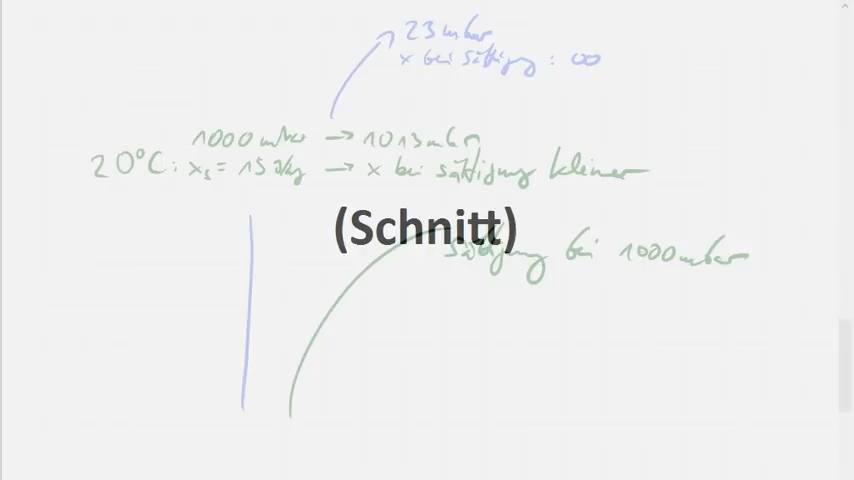 23 mbar
x bei Sättigung : ∞
1000 mbar → 1013 mbar
20°C : xₛ = 15 g/kg → x bei Sättigung kleiner
(Schnitt)
Sättigung bei 1000 mbar